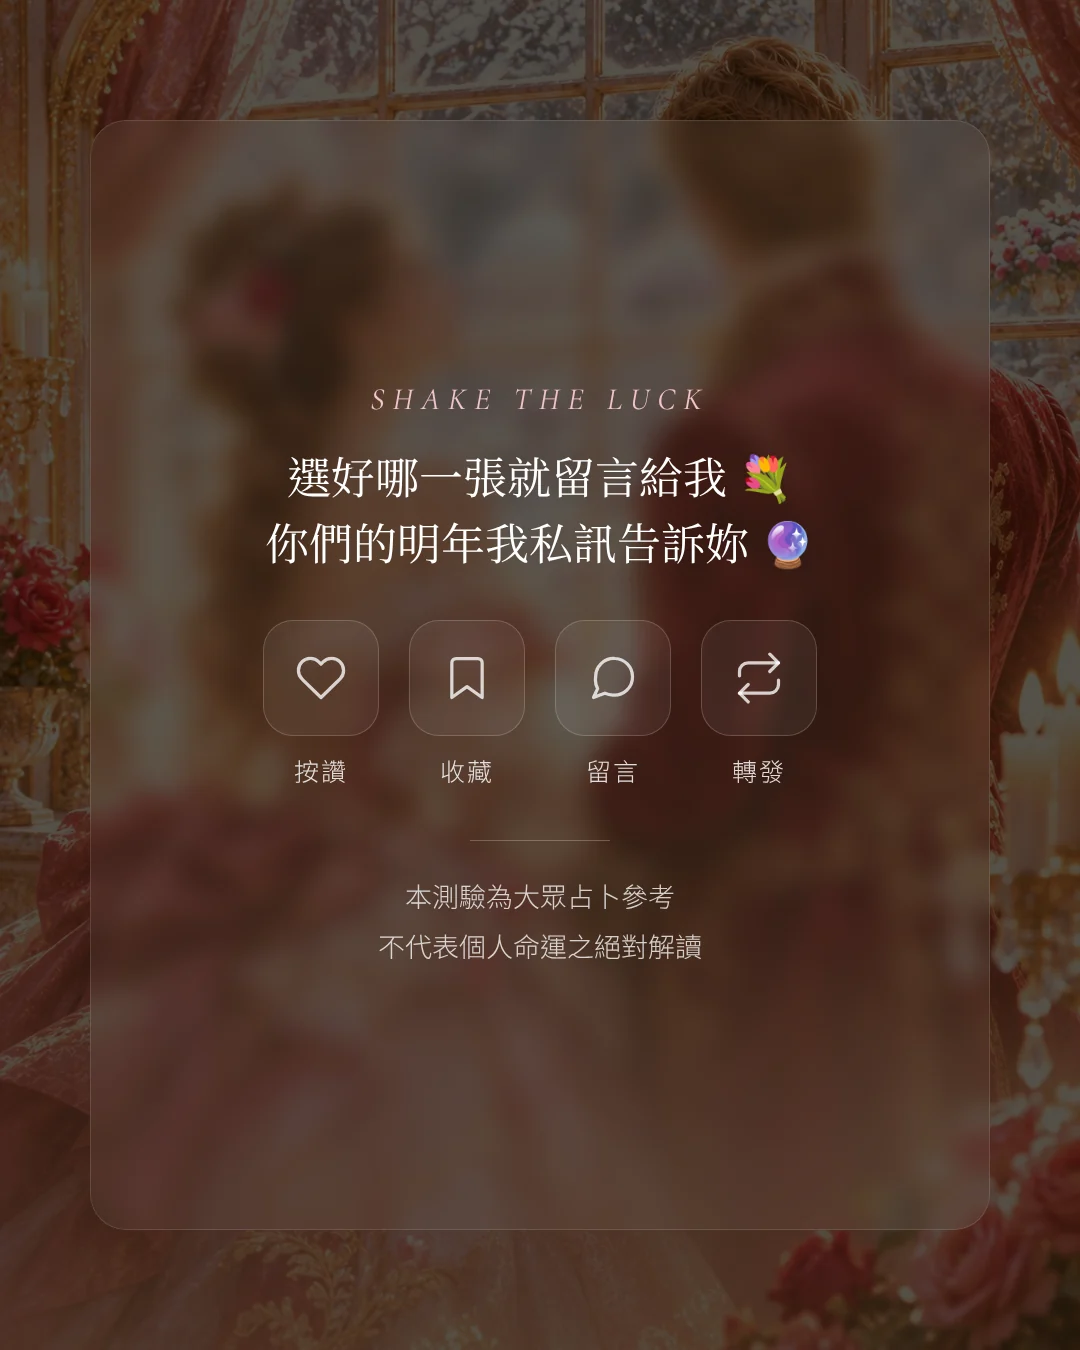 SHAKE THE LUCK
選好哪一張就留言給我 💐
你們的明年我私訊告訴妳 🔮
按讚
收藏
留言
轉發
本測驗為大眾占卜參考
不代表個人命運之絕對解讀